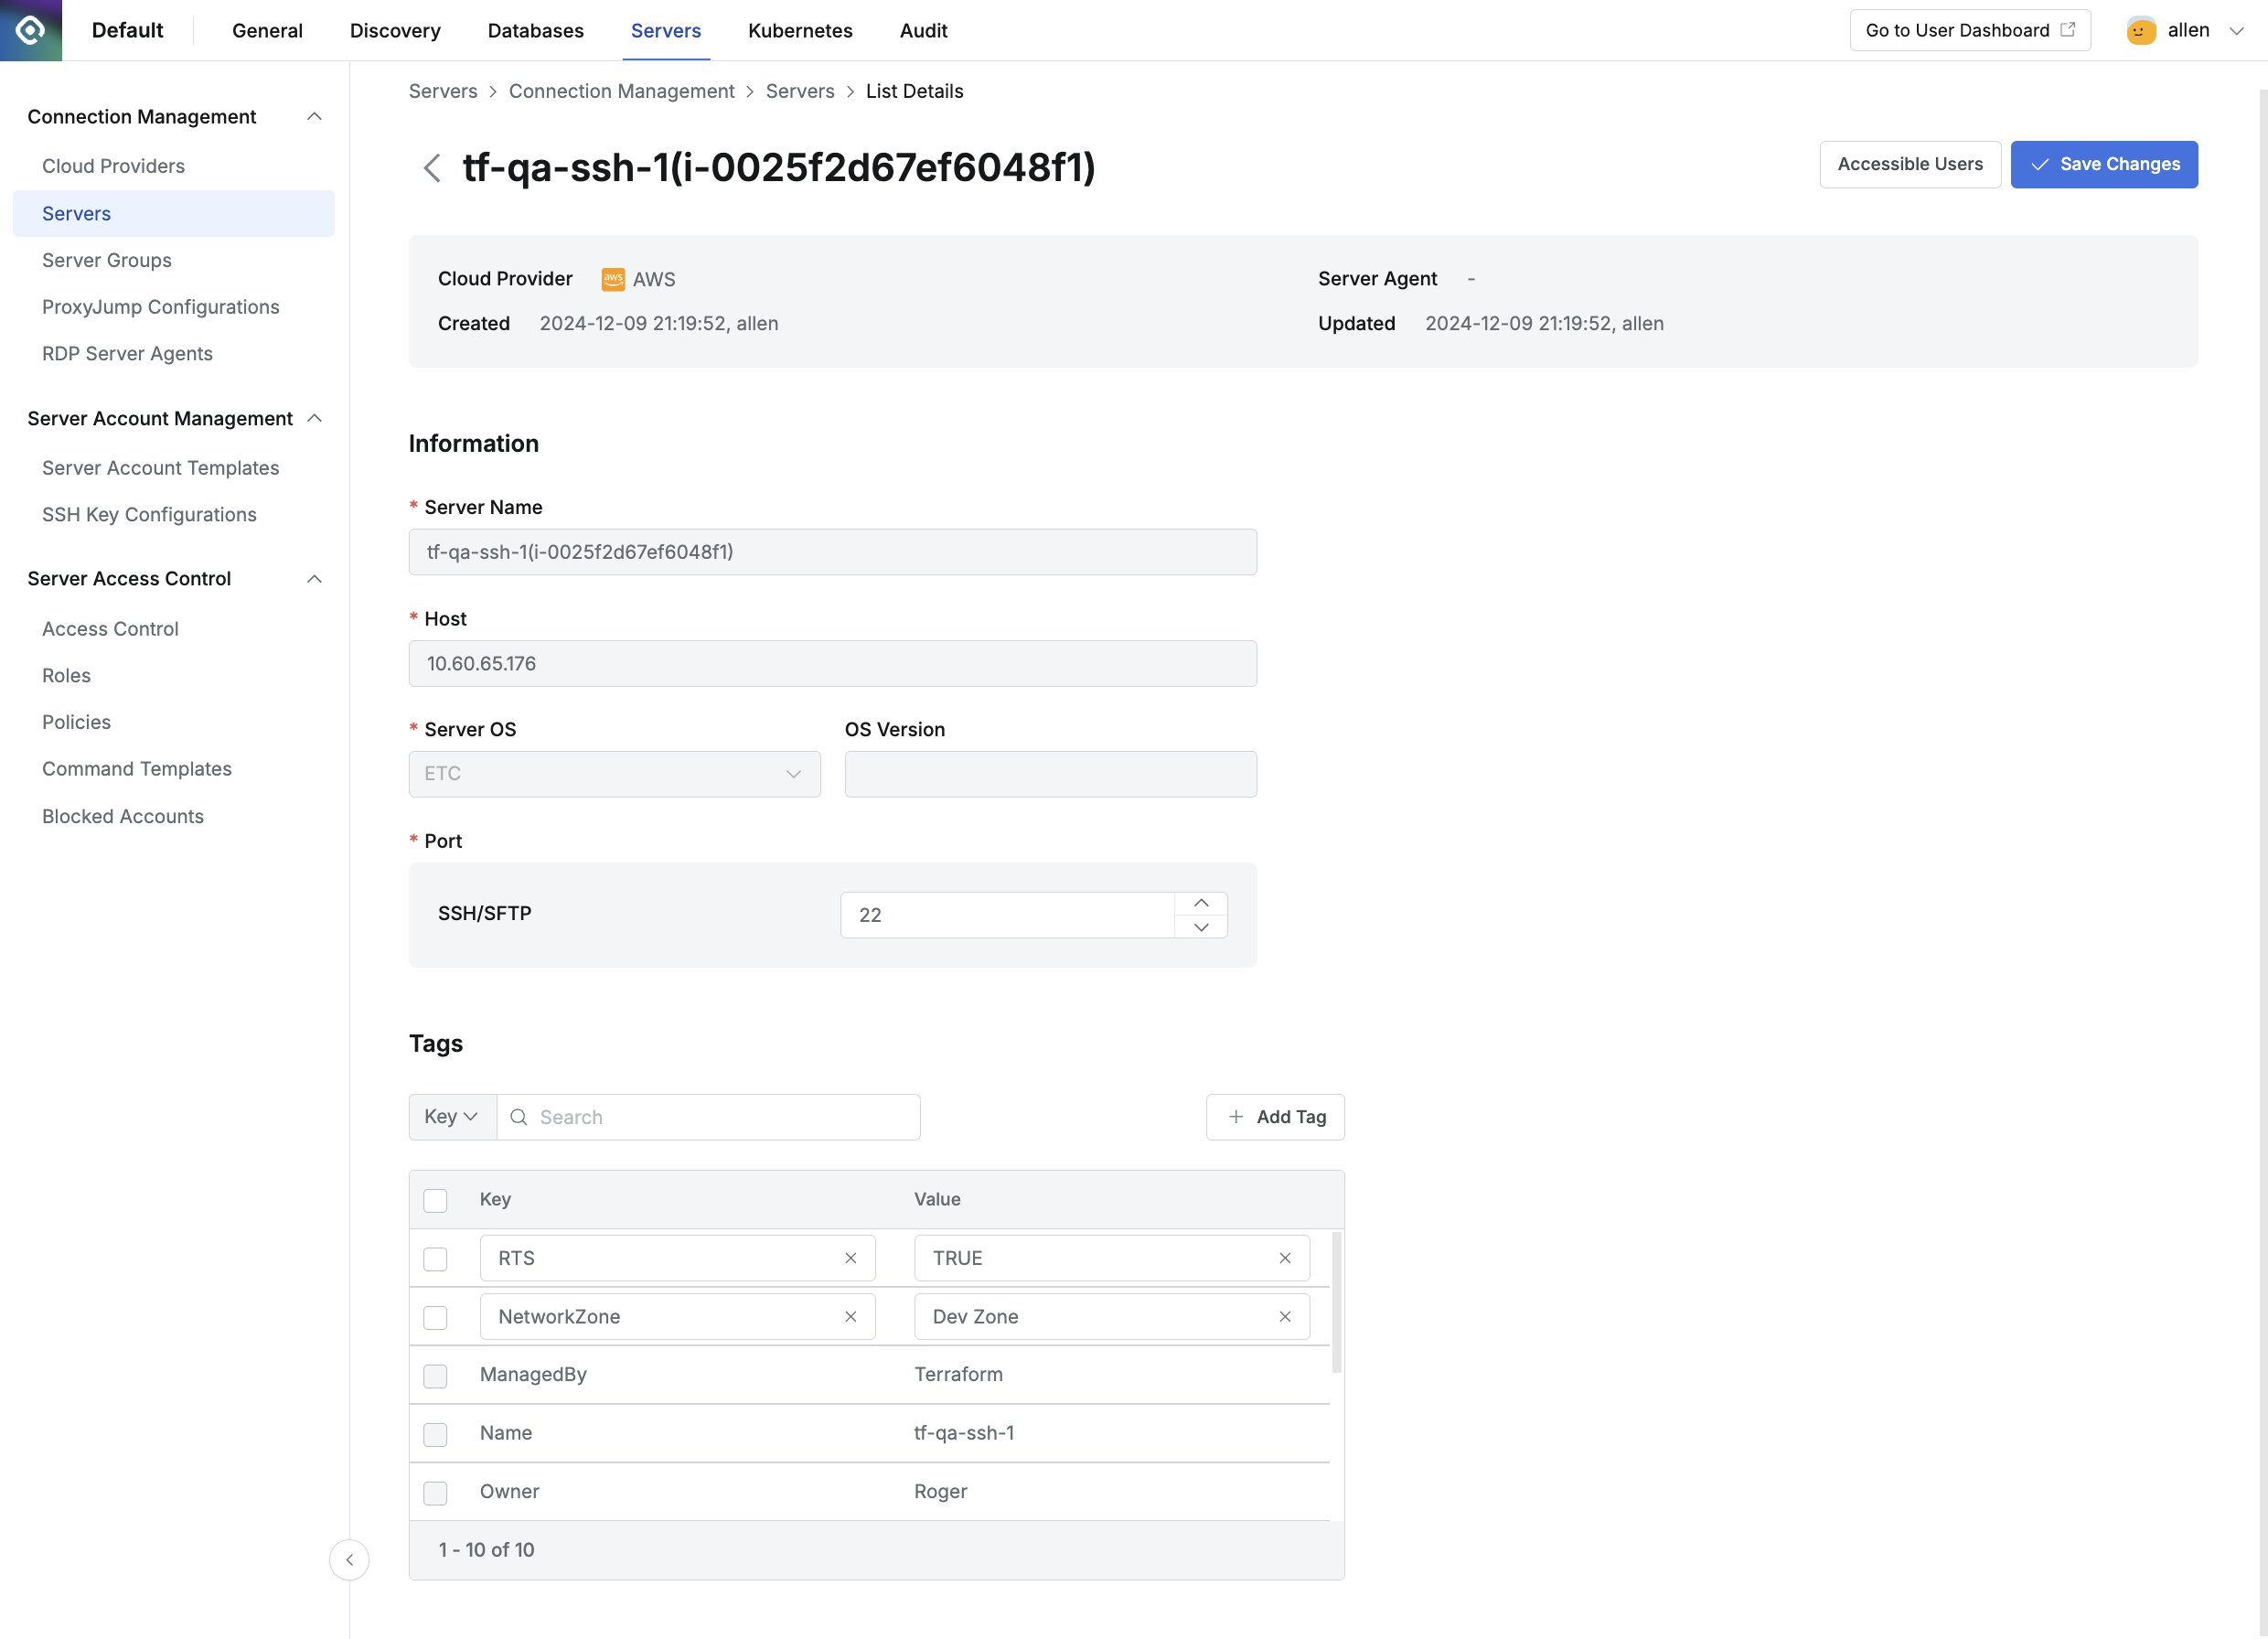 Default
General
Discovery
Databases
Servers
Kubernetes
Audit
Go to User Dashboard
allen
Connection Management
Cloud Providers
Servers
Server Groups
ProxyJump Configurations
RDP Server Agents
Server Account Management
Server Account Templates
SSH Key Configurations
Server Access Control
Access Control
Roles
Policies
Command Templates
Blocked Accounts
Servers > Connection Management > Servers > List Details
tf-qa-ssh-1(i-0025f2d67ef6048f1)
Accessible Users
Save Changes
Cloud Provider aws AWS
Server Agent -
Created 2024-12-09 21:19:52, allen
Updated 2024-12-09 21:19:52, allen
Information
* Server Name
tf-qa-ssh-1(i-0025f2d67ef6048f1)
* Host
10.60.65.176
* Server OS
OS Version
ETC
* Port
SSH/SFTP
22
Tags
Key
Search
Add Tag
Key Value
RTS TRUE
NetworkZone Dev Zone
ManagedBy Terraform
Name tf-qa-ssh-1
Owner Roger
1 - 10 of 10